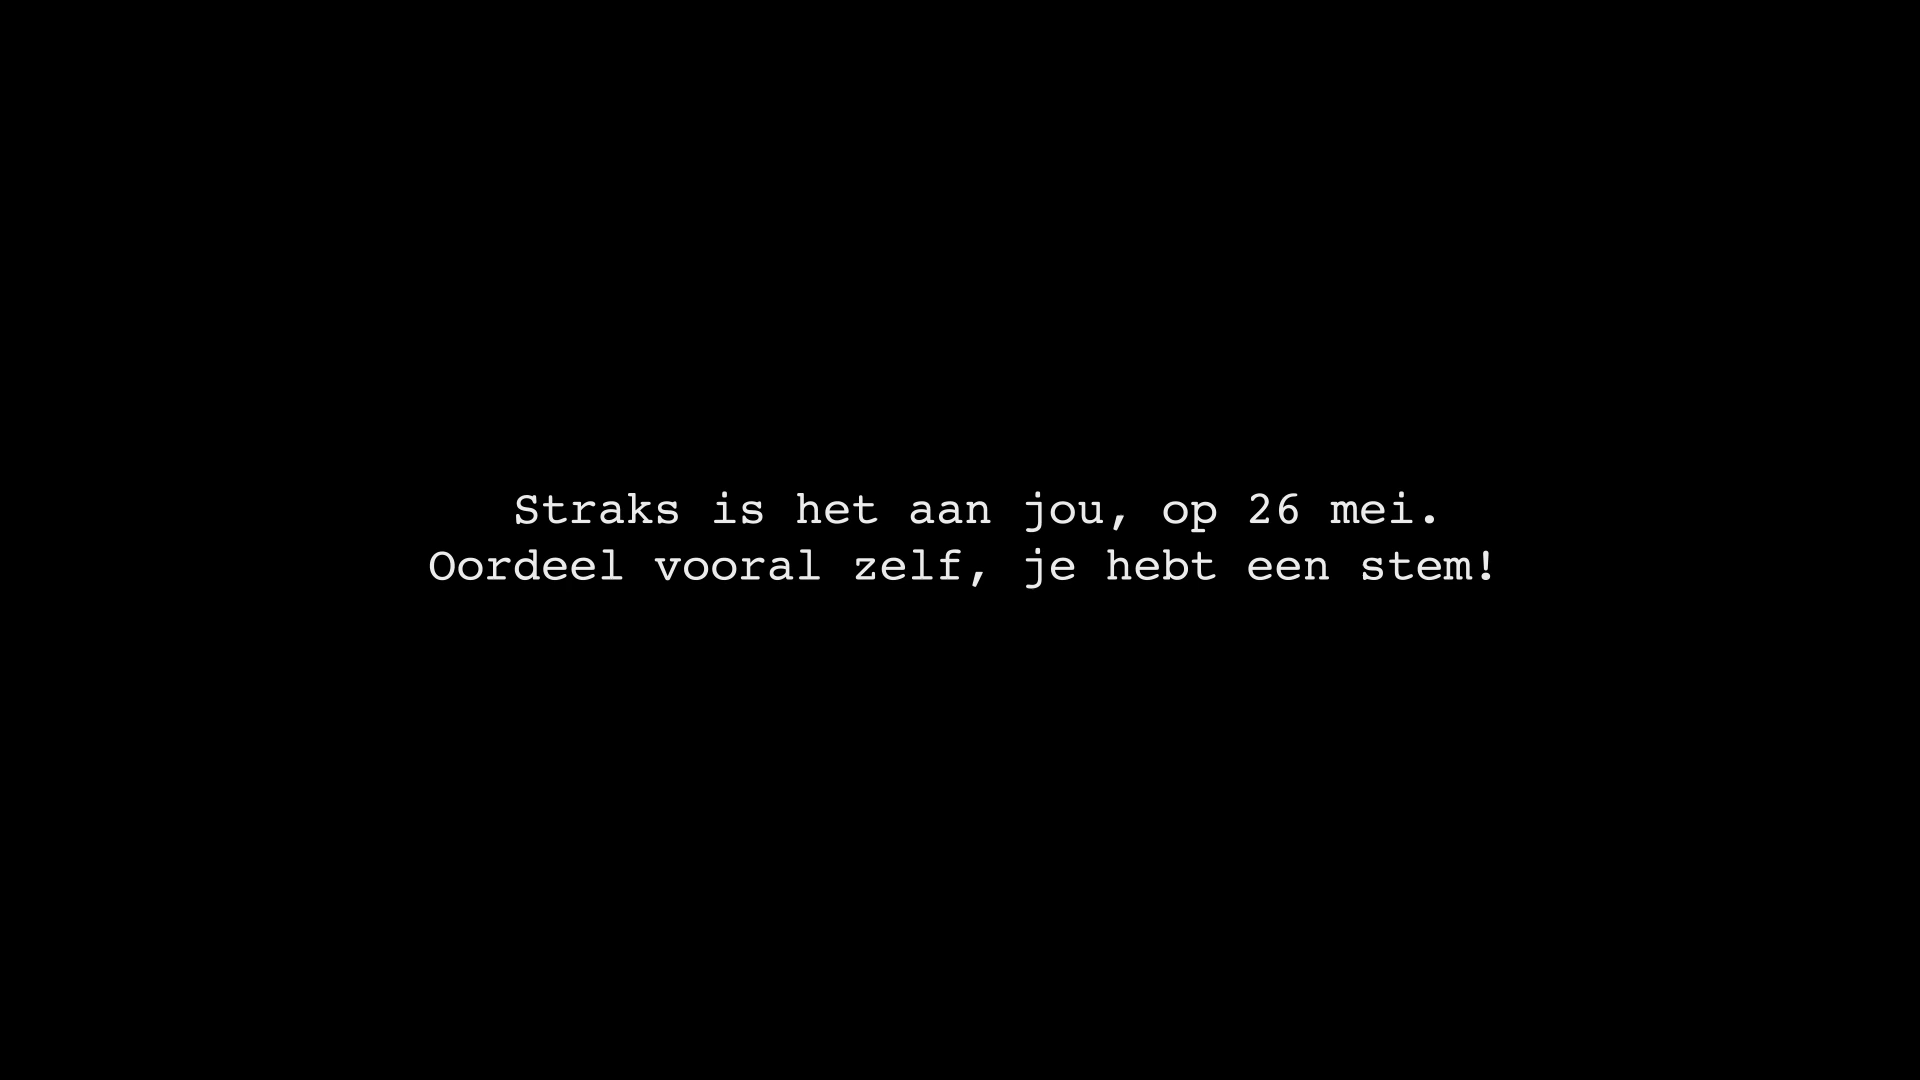 Straks is het aan jou, op 26 mei.
Oordeel vooral zelf, je hebt een stem!